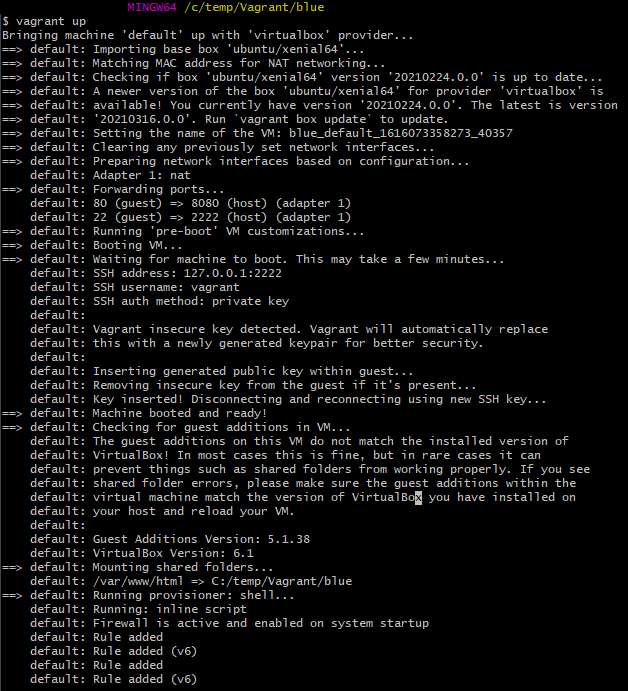 MINGW64 /c/temp/Vagrant/blue
$ vagrant up
Bringing machine 'default' up with 'virtualbox' provider...
==> default: Importing base box 'ubuntu/xenial64'...
==> default: Matching MAC address for NAT networking...
==> default: Checking if box 'ubuntu/xenial64' version '20210224.0.0' is up to date...
==> default: A newer version of the box 'ubuntu/xenial64' for provider 'virtualbox' is
==> default: available! You currently have version '20210224.0.0'. The latest is version
==> default: '20210316.0.0'. Run `vagrant box update` to update.
==> default: Setting the name of the VM: blue_default_1616073358273_40357
==> default: Clearing any previously set network interfaces...
==> default: Preparing network interfaces based on configuration...
default: Adapter 1: nat
==> default: Forwarding ports...
default: 80 (guest) => 8080 (host) (adapter 1)
default: 22 (guest) => 2222 (host) (adapter 1)
==> default: Running 'pre-boot' VM customizations...
==> default: Booting VM...
==> default: Waiting for machine to boot. This may take a few minutes...
default: SSH address: 127.0.0.1:2222
default: SSH username: vagrant
default: SSH auth method: private key
default:
default: Vagrant insecure key detected. Vagrant will automatically replace
default: this with a newly generated keypair for better security.
default:
default: Inserting generated public key within guest...
default: Removing insecure key from the guest if it's present...
default: Key inserted! Disconnecting and reconnecting using new SSH key...
==> default: Machine booted and ready!
==> default: Checking for guest additions in VM...
default: The guest additions on this VM do not match the installed version of
default: VirtualBox! In most cases this is fine, but in rare cases it can
default: prevent things such as shared folders from working properly. If you see
default: shared folder errors, please make sure the guest additions within the
default: virtual machine match the version of VirtualBox you have installed on
default: your host and reload your VM.
default:
default: Guest Additions Version: 5.1.38
default: VirtualBox Version: 6.1
==> default: Mounting shared folders...
default: /var/www/html => C:/temp/Vagrant/blue
==> default: Running provisioner: shell...
default: Running: inline script
default: Firewall is active and enabled on system startup
default: Rule added
default: Rule added (v6)
default: Rule added
default: Rule added (v6)